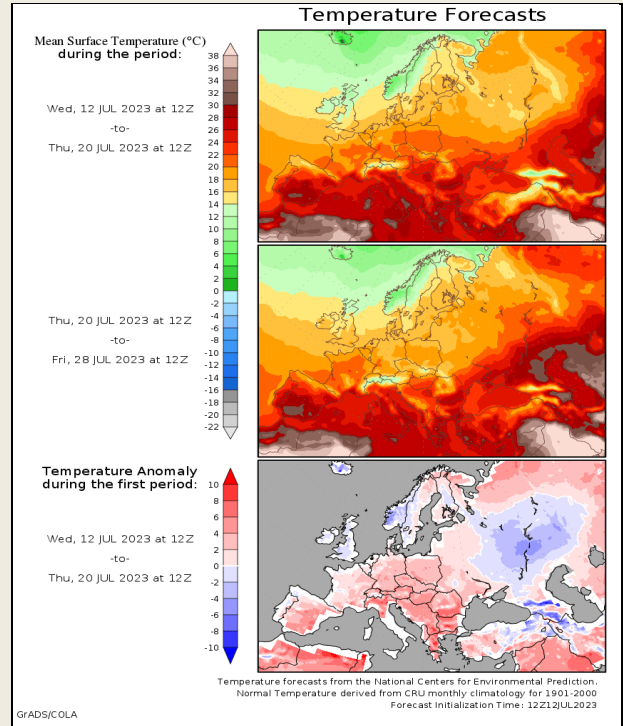 Temperature Forecasts
Mean Surface Temperature (°C)
during the period:
Wed, 12 JUL 2023 at 12Z
-to-
Thu, 20 JUL 2023 at 12Z
38
36
34
32
30
28
26
24
22
20
18
16
14
12
10
8
6
4
2
0
-2
-4
-6
-8
-10
-12
-14
-16
-18
-20
-22
Thu, 20 JUL 2023 at 12Z
-to-
Fri, 28 JUL 2023 at 12Z
Temperature Anomaly
during the first period:
Wed, 12 JUL 2023 at 12Z
-to-
Thu, 20 JUL 2023 at 12Z
10
8
6
4
2
0
-2
-4
-6
-8
-10
Temperature forecasts from the National Centers for Environmental Prediction.
Normal Temperature derived from CRU monthly climatology for 1901-2000
Forecast Initialization Time: 12Z12JUL2023
GrADS/COLA